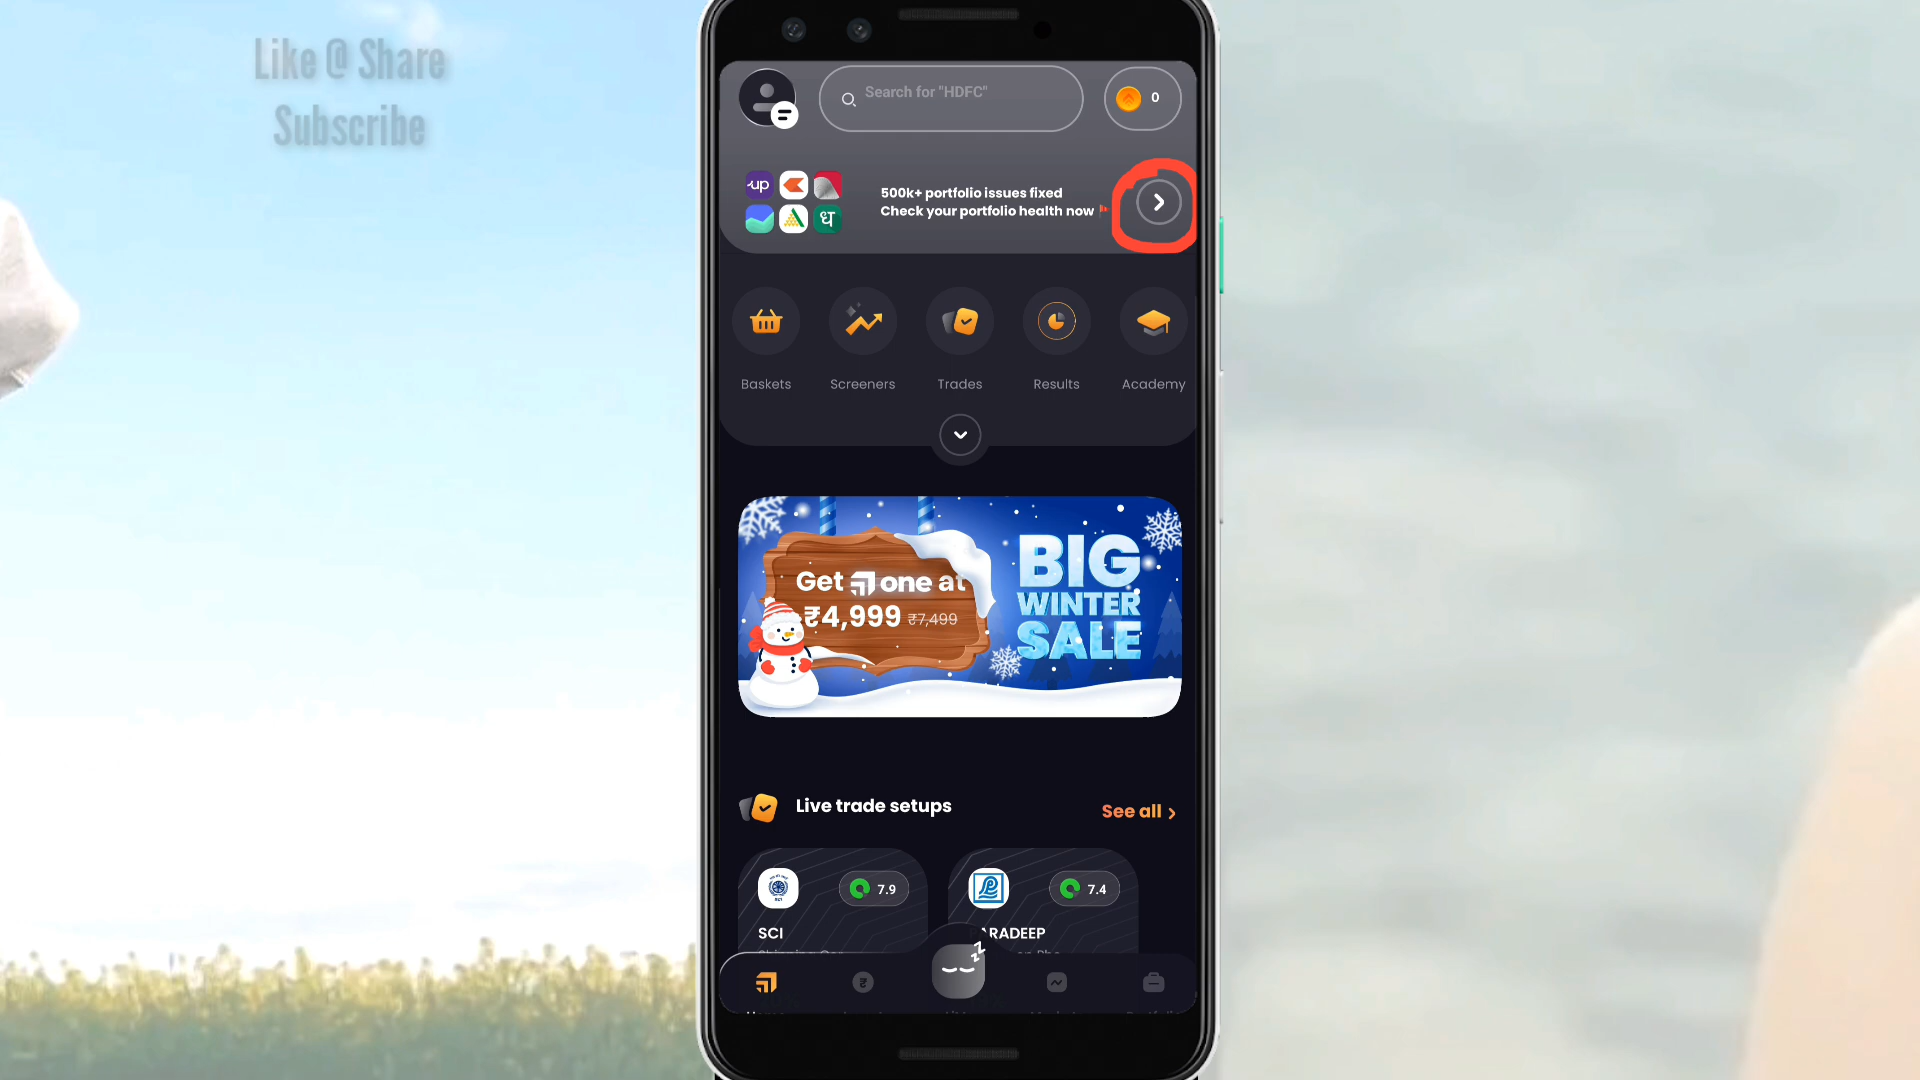 Like @ Share
Subscribe
Search for "HDFC"
0
up
ध
500k+ portfolio issues fixed
Check your portfolio health now
Baskets
Screeners
Trades
Results
Academy
Get one at
₹4,999 ₹7,499
BIG
WINTER
SALE
Live trade setups
See all
7.9
7.4
SCI